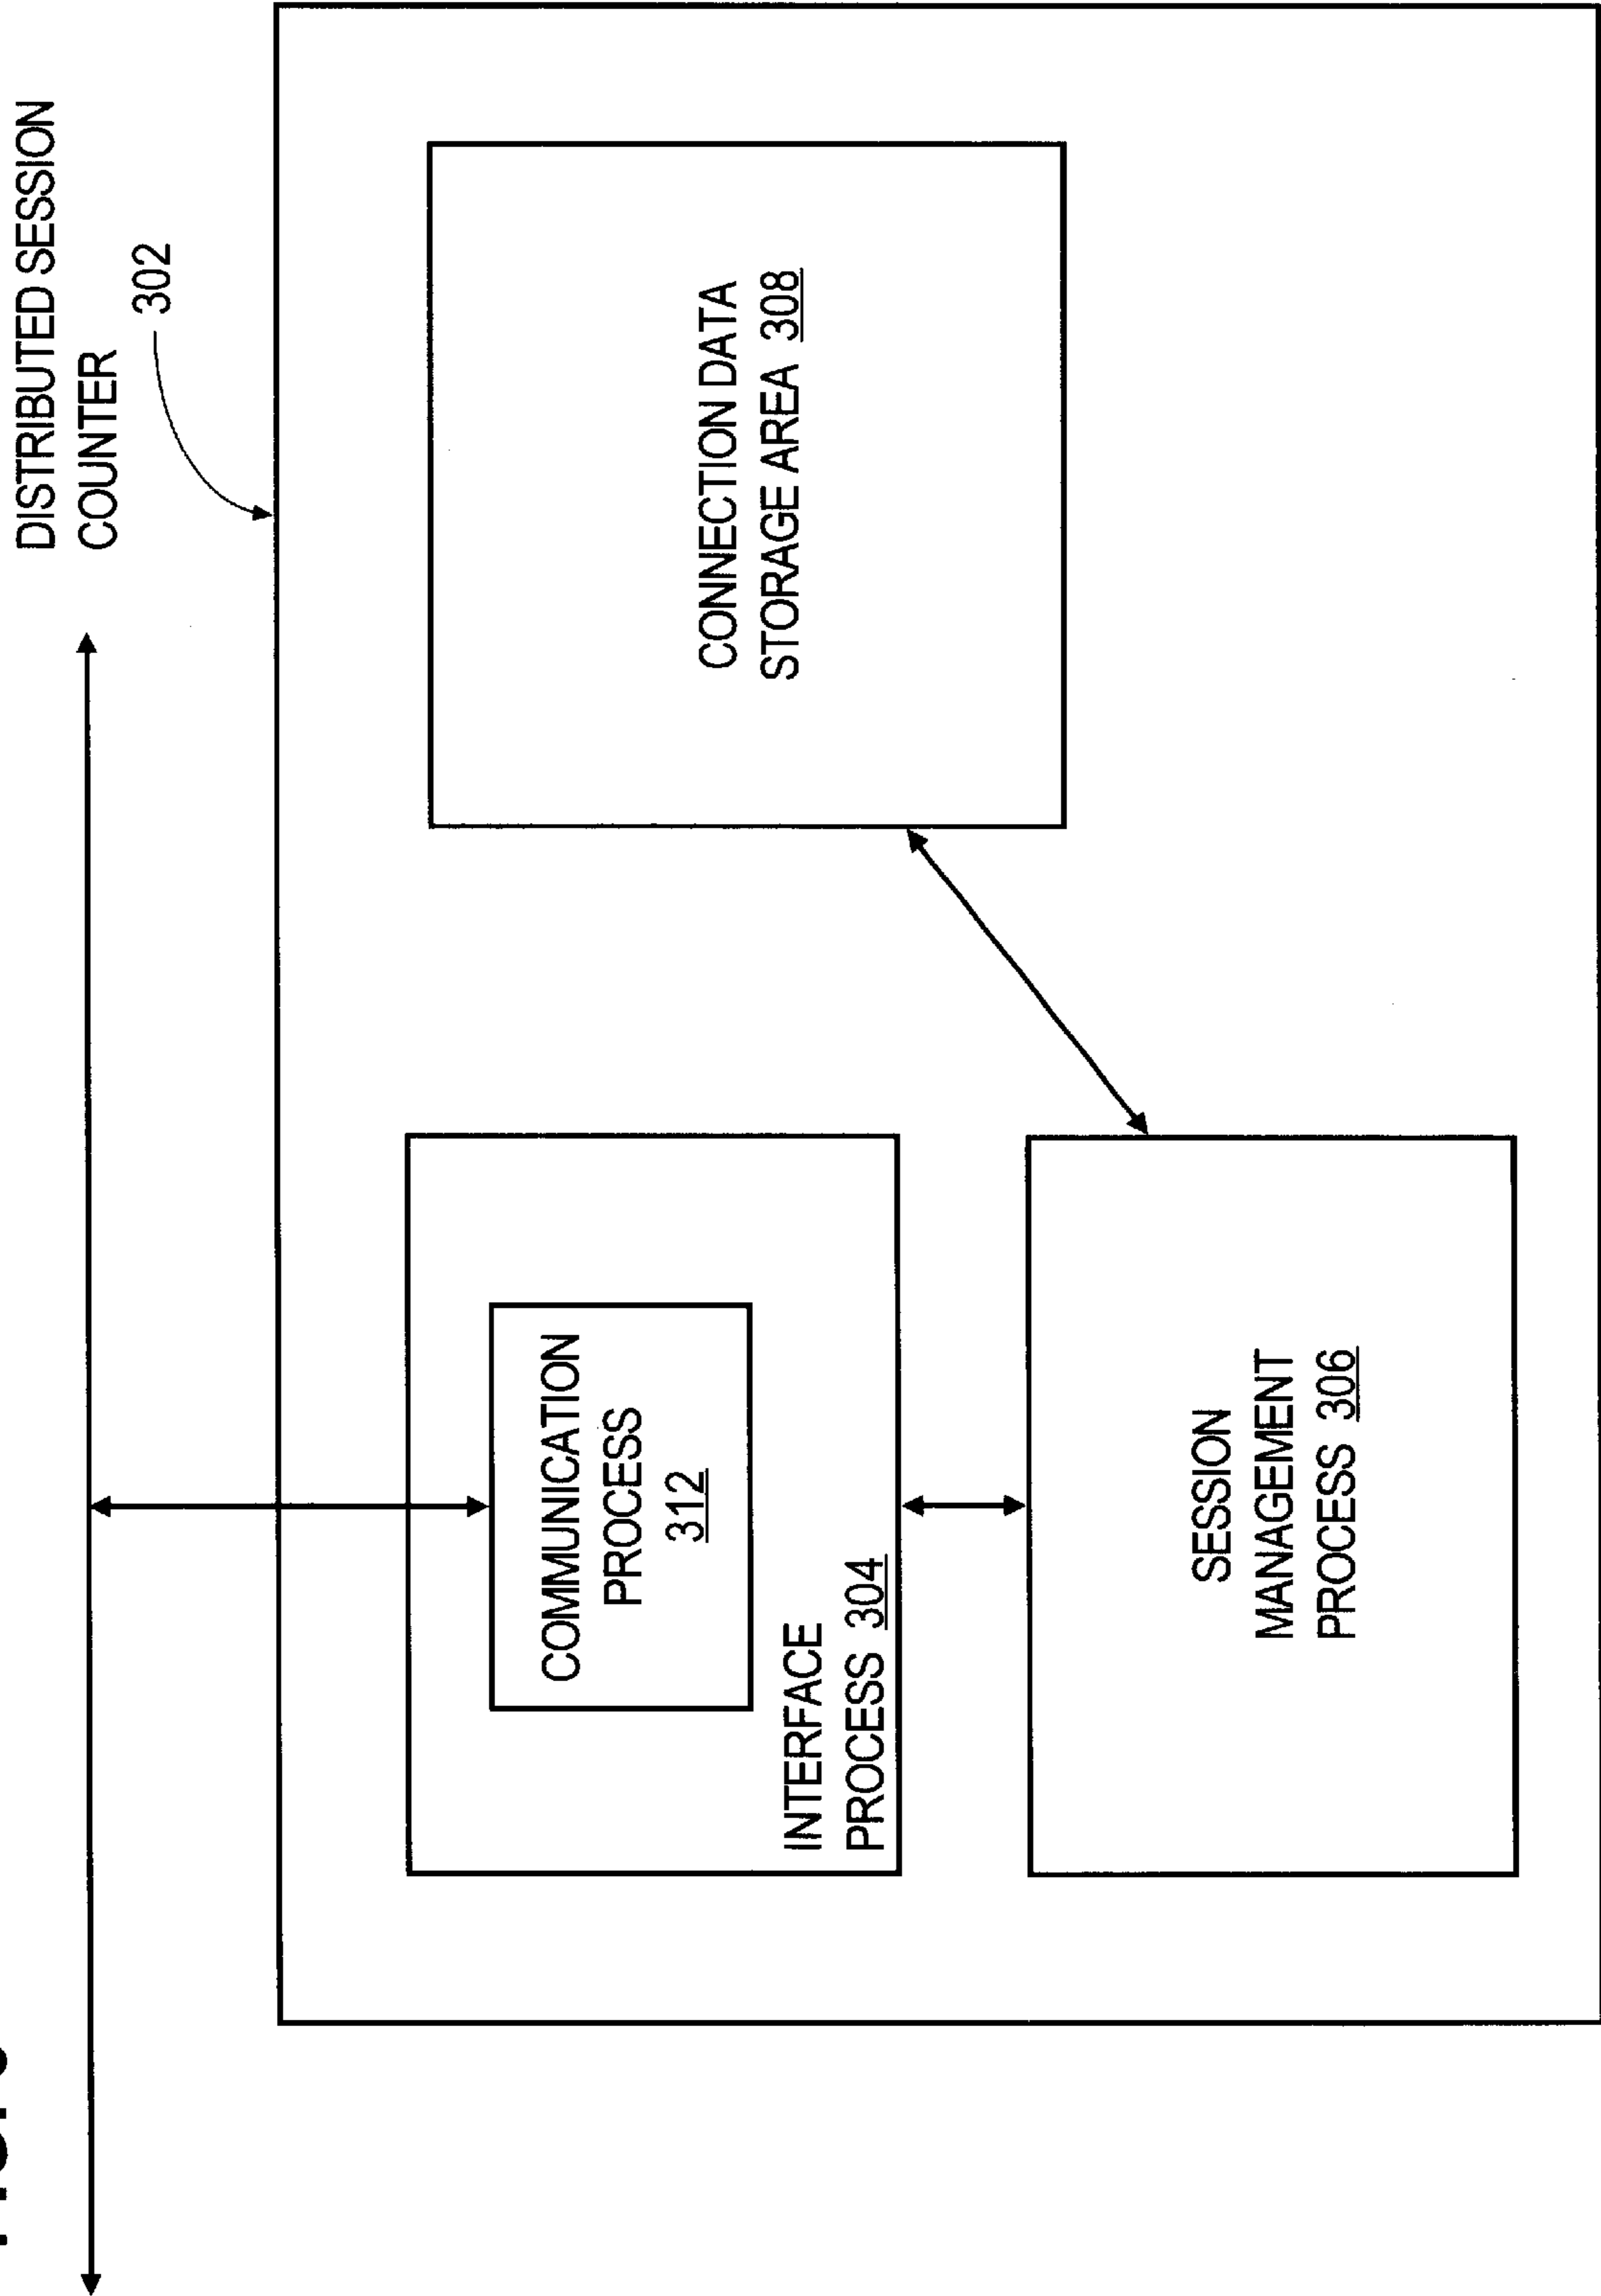 DISTRIBUTED SESSION
COUNTER
302
COMMUNICATION
PROCESS
312
INTERFACE
PROCESS 304
CONNECTION DATA
STORAGE AREA 308
SESSION
MANAGEMENT
PROCESS 306